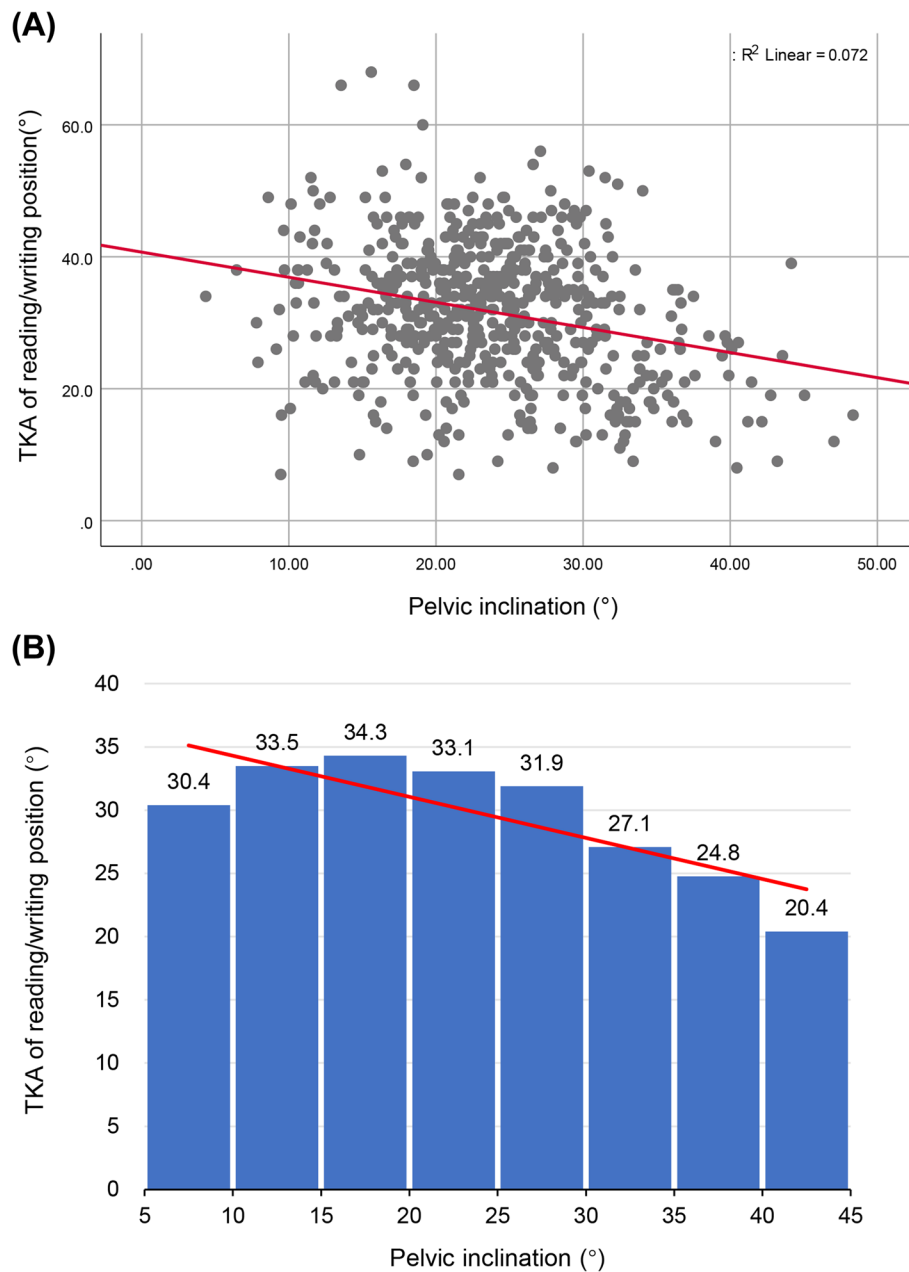 (A)
: R² Linear = 0.072
TKA of reading/writing position(°)
60.0
40.0
20.0
.0
.00 10.00 20.00 30.00 40.00 50.00
Pelvic inclination (°)
(B)
TKA of reading/writing position (°)
40
35
30
25
20
15
10
5
0
30.4 33.5 34.3 33.1 31.9 27.1 24.8 20.4
5 10 15 20 25 30 35 40 45
Pelvic inclination (°)